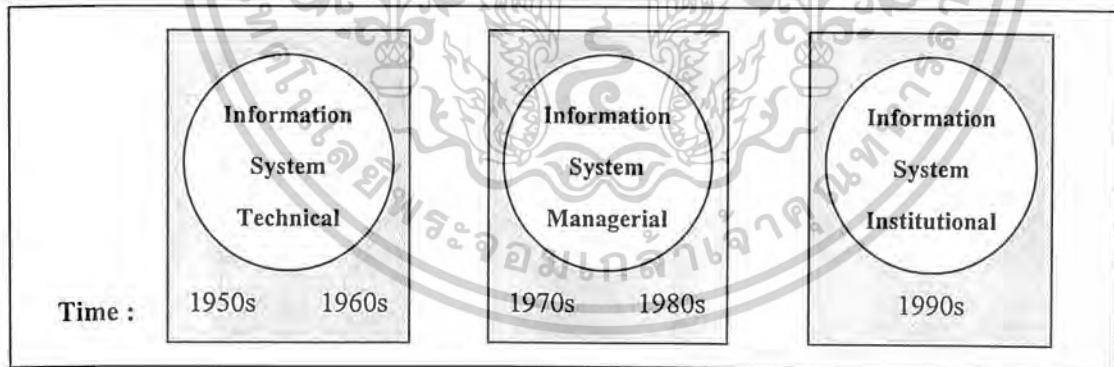 Information
System
Technical
Information
System
Managerial
Information
System
Institutional
Time : 1950s 1960s 1970s 1980s 1990s